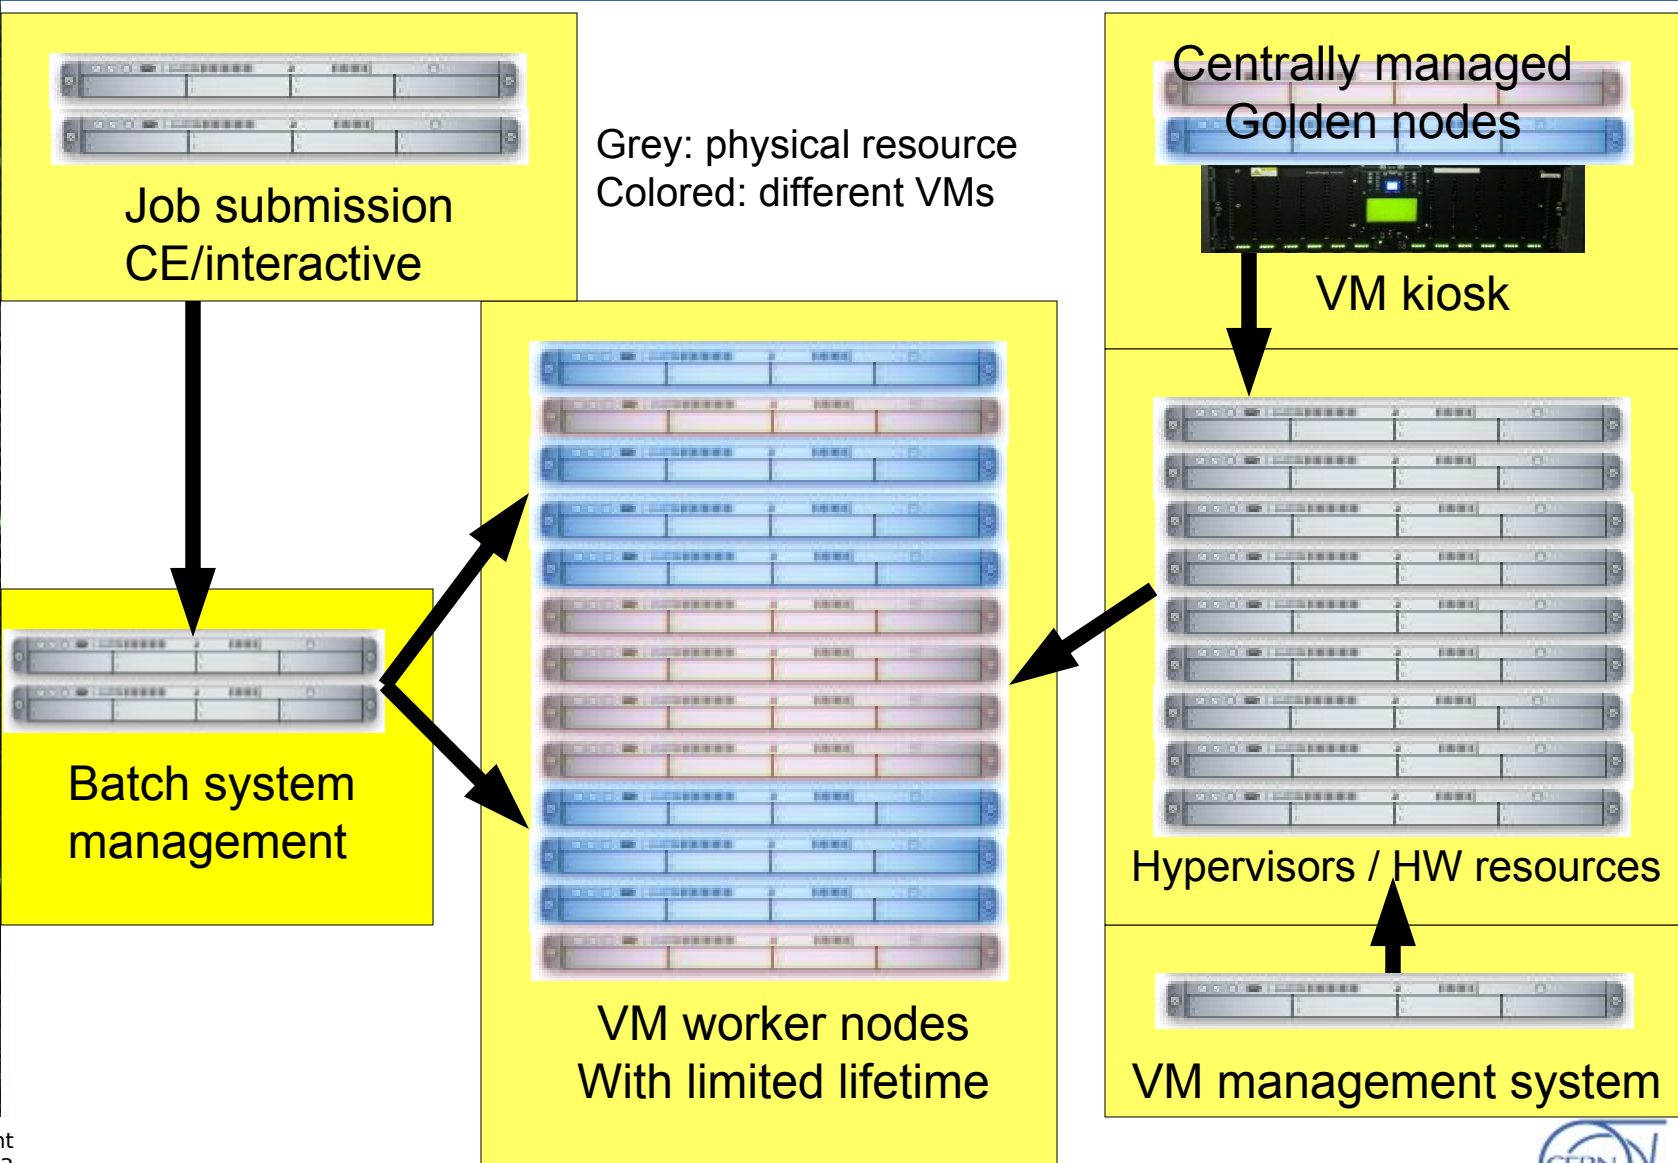 Centrally managed
Golden nodes
Grey: physical resource
Colored: different VMs
Job submission
CE/interactive
VM kiosk
Batch system
management
Hypervisors / HW resources
VM worker nodes
With limited lifetime
VM management system
CERN